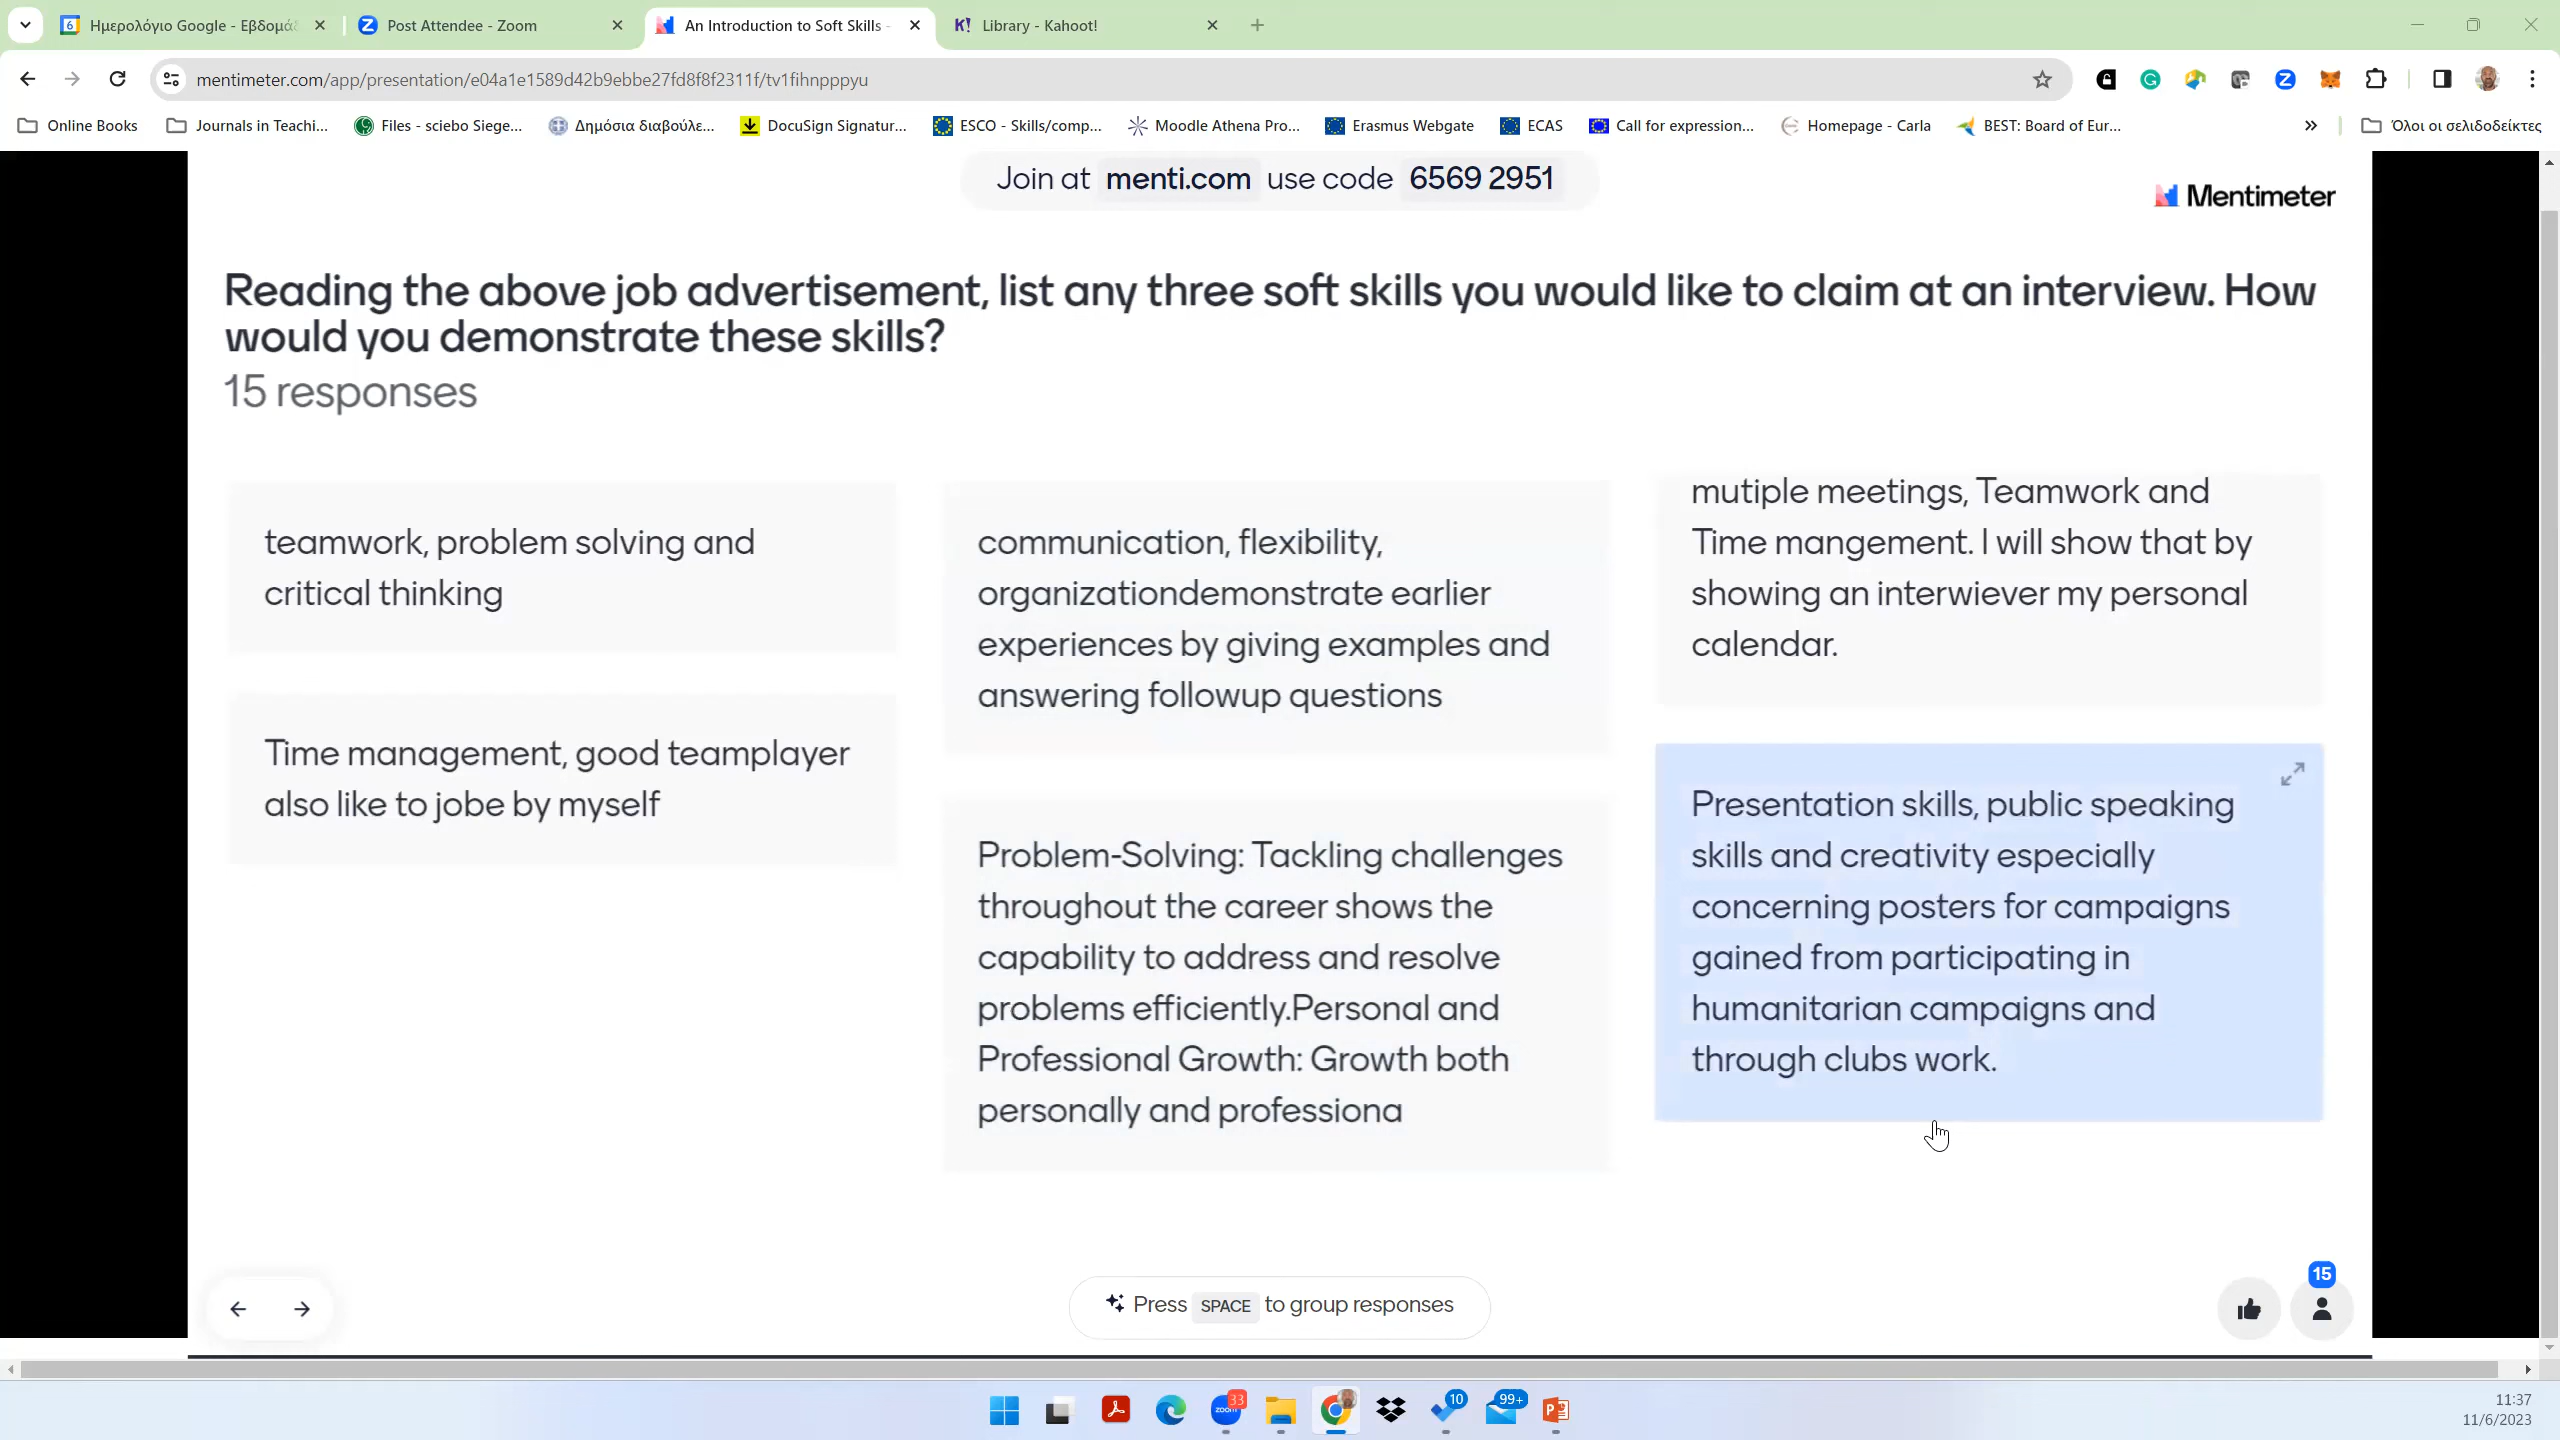 Ημερολόγιο Google - Εβδομά
Post Attendee - Zoom
An Introduction to Soft Skills -
Library - Kahoot!
mentimeter.com/app/presentation/e04a1e1589d42b9ebbe27fd8f8f2311f/tv1fihnpppyu
Online Books
Journals in Teachi...
Files - sciebo Siege...
Δημόσια διαβούλε...
DocuSign Signatur...
ESCO - Skills/comp...
Moodle Athena Pro...
Erasmus Webgate
ECAS
Call for expression...
Homepage - Carla
BEST: Board of Eur...
Όλοι οι σελιδοδείκτες
Join at menti.com use code 6569 2951
Mentimeter
Reading the above job advertisement, list any three soft skills you would like to claim at an interview. How
would you demonstrate these skills?
15 responses
teamwork, problem solving and
critical thinking
Time management, good teamplayer
also like to jobe by myself
communication, flexibility,
organizationdemonstrate earlier
experiences by giving examples and
answering followup questions
Problem-Solving: Tackling challenges
throughout the career shows the
capability to address and resolve
problems efficiently.Personal and
Professional Growth: Growth both
personally and professiona
mutiple meetings, Teamwork and
Time mangement. I will show that by
showing an interwiever my personal
calendar.
Presentation skills, public speaking
skills and creativity especially
concerning posters for campaigns
gained from participating in
humanitarian campaigns and
through clubs work.
Press SPACE to group responses
15
zoom
33
10
99+
11:37
11/6/2023